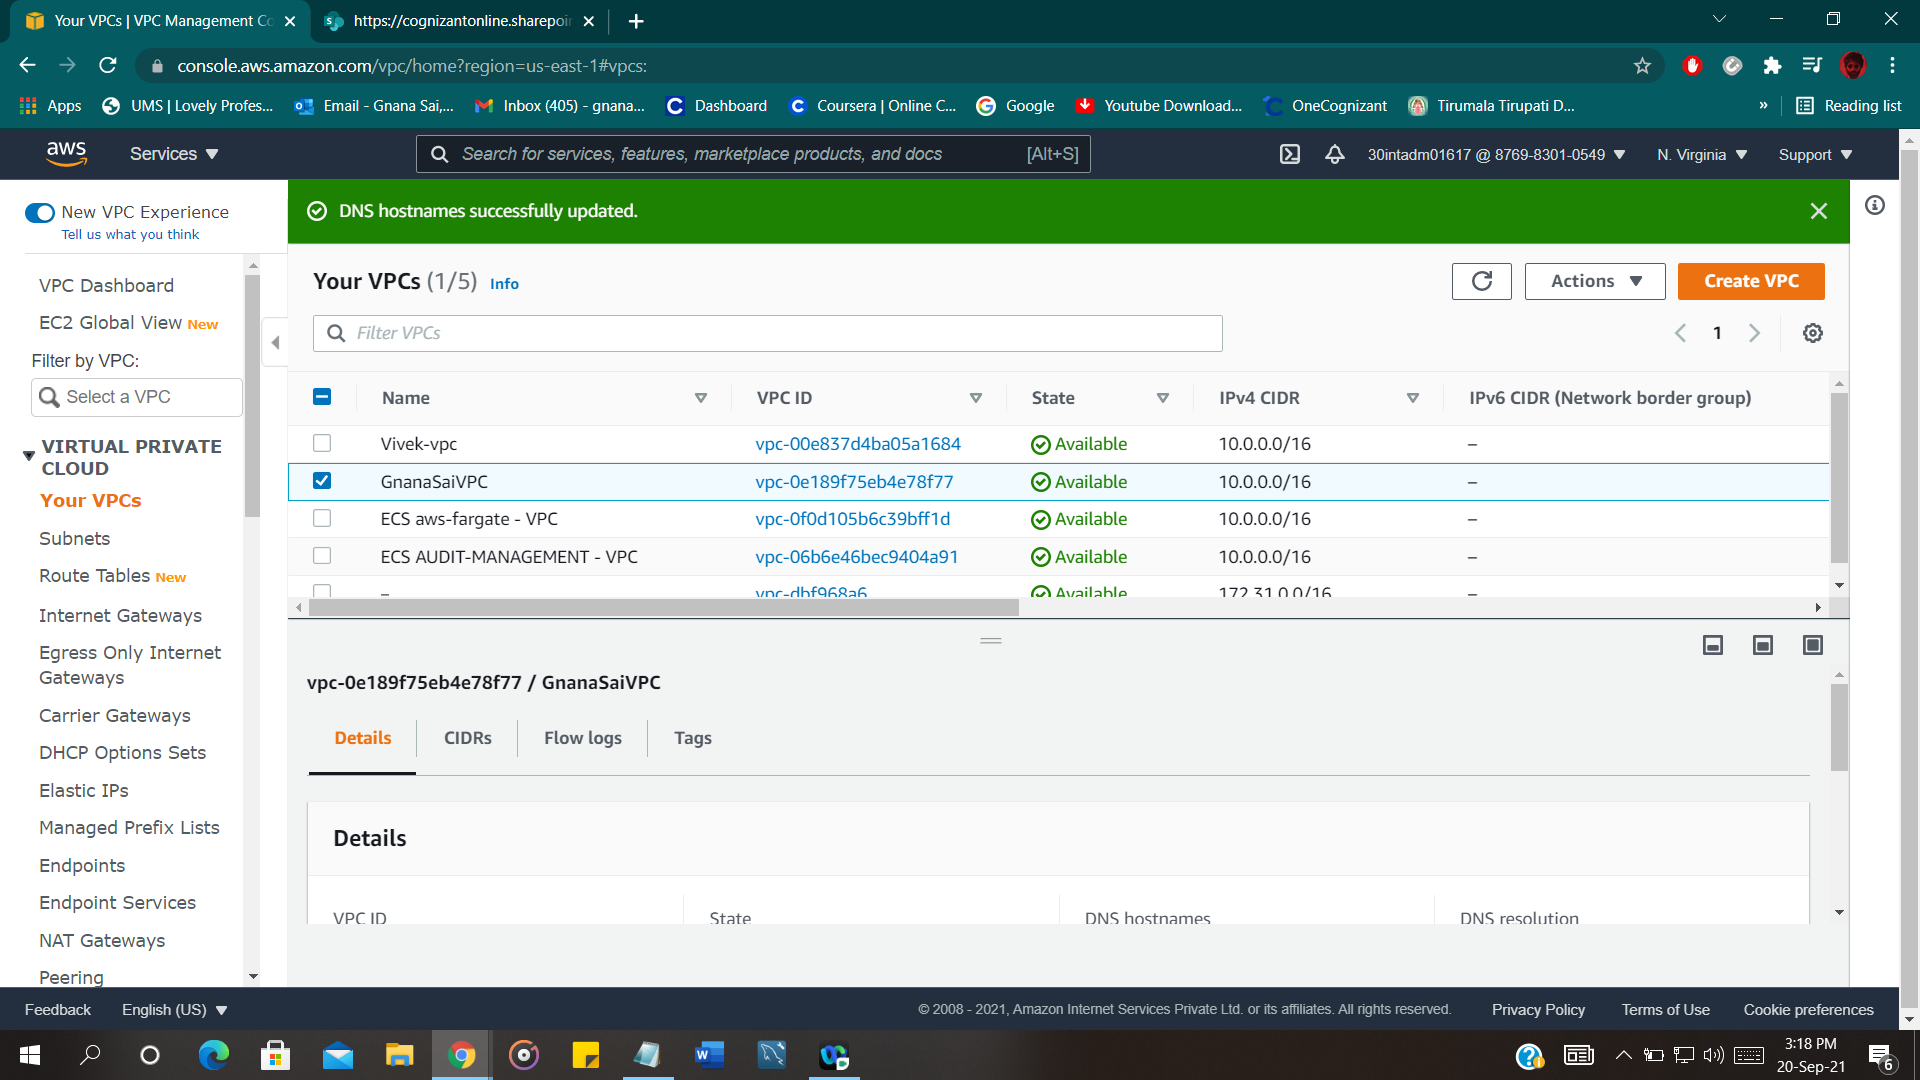 Your VPCs | VPC Management Co
https://cognizantonline.sharepoin
console.aws.amazon.com/vpc/home?region=us-east-1#vpcs:
Apps
UMS | Lovely Profes...
Email - Gnana Sai,...
Inbox (405) - gnana...
Dashboard
Coursera | Online C...
Google
Youtube Download...
OneCognizant
Tirumala Tirupati D...
»
Reading list
aws
Services
Search for services, features, marketplace products, and docs
[Alt+S]
30intadm01617 @ 8769-8301-0549
N. Virginia
Support
New VPC Experience
Tell us what you think
VPC Dashboard
EC2 Global View New
Filter by VPC:
Select a VPC
VIRTUAL PRIVATE
CLOUD
Your VPCs
Subnets
Route Tables New
Internet Gateways
Egress Only Internet
Gateways
Carrier Gateways
DHCP Options Sets
Elastic IPs
Managed Prefix Lists
Endpoints
Endpoint Services
NAT Gateways
Peering
DNS hostnames successfully updated.
Your VPCs (1/5) Info
Actions
Create VPC
Filter VPCs
1
Name VPC ID State IPv4 CIDR IPv6 CIDR (Network border group)
Vivek-vpc vpc-00e837d4ba05a1684 Available 10.0.0.0/16 –
GnanaSaiVPC vpc-0e189f75eb4e78f77 Available 10.0.0.0/16 –
ECS aws-fargate - VPC vpc-0f0d105b6c39bff1d Available 10.0.0.0/16 –
ECS AUDIT-MANAGEMENT - VPC vpc-06b6e46bec9404a91 Available 10.0.0.0/16 –
– vpc-dbf968a6 Available 172.31.0.0/16 –
vpc-0e189f75eb4e78f77 / GnanaSaiVPC
Details
CIDRs
Flow logs
Tags
Details
VPC ID
State
DNS hostnames
DNS resolution
Feedback
English (US)
© 2008 - 2021, Amazon Internet Services Private Ltd. or its affiliates. All rights reserved.
Privacy Policy
Terms of Use
Cookie preferences
3:18 PM
20-Sep-21
6